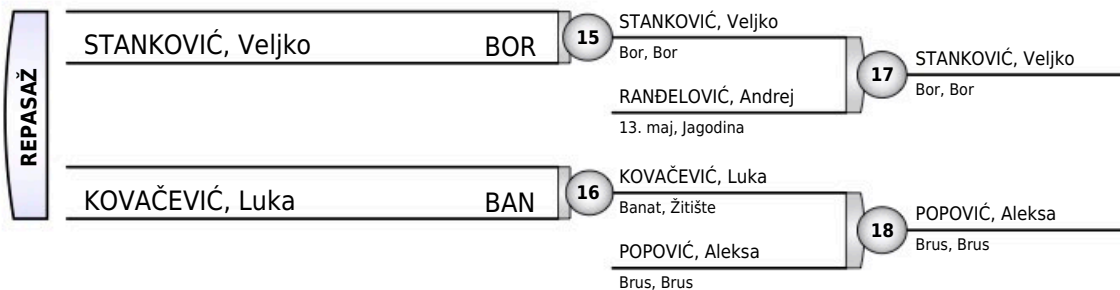 REPASAŽ
STANKOVIĆ, Veljko BOR
15
STANKOVIĆ, Veljko
Bor, Bor
RANĐELOVIĆ, Andrej
13. maj, Jagodina
17
STANKOVIĆ, Veljko
Bor, Bor
KOVAČEVIĆ, Luka BAN
16
KOVAČEVIĆ, Luka
Banat, Žitište
POPOVIĆ, Aleksa
Brus, Brus
18
POPOVIĆ, Aleksa
Brus, Brus